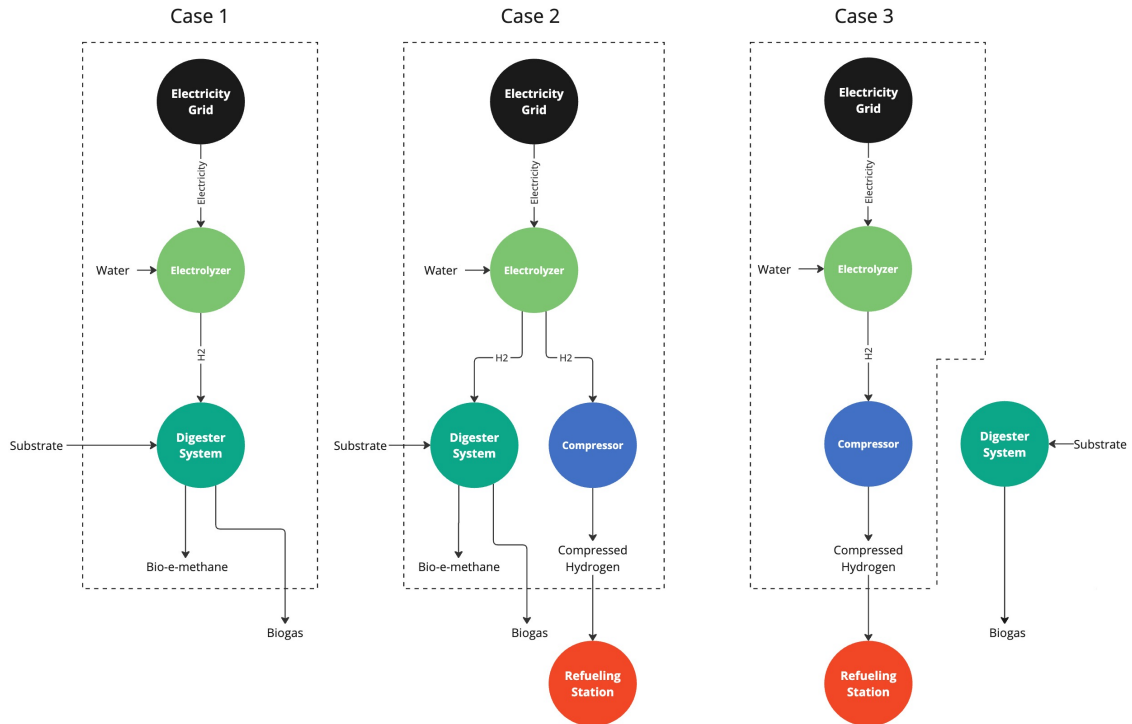 Case 1
Electricity
Grid
Electricity
Water
Electrolyzer
H2
Substrate
Digester
System
Bio-e-methane
Biogas
Case 2
Electricity
Grid
Electricity
Water
Electrolyzer
H2
H2
Substrate
Digester
System
Compressor
Bio-e-methane
Compressed
Hydrogen
Biogas
Refueling
Station
Case 3
Electricity
Grid
Electricity
Water
Electrolyzer
H2
Compressor
Digester
System
Substrate
Compressed
Hydrogen
Biogas
Refueling
Station